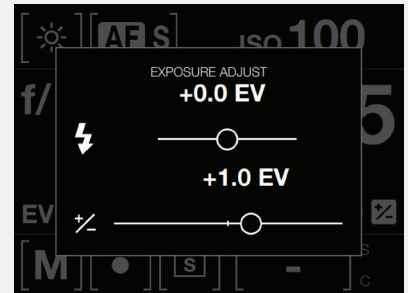 AF S ISO 100
EXPOSURE ADJUST
+0.0 EV
f/ 5
+1.0 EV
EV
+/-
M S - S
C